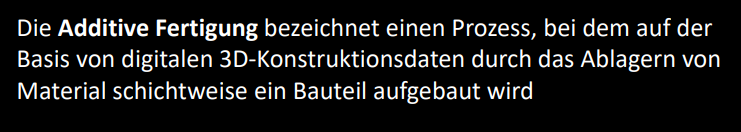 Die Additive Fertigung bezeichnet einen Prozess, bei dem auf der
Basis von digitalen 3D-Konstruktionsdaten durch das Ablagern von
Material schichtweise ein Bauteil aufgebaut wird